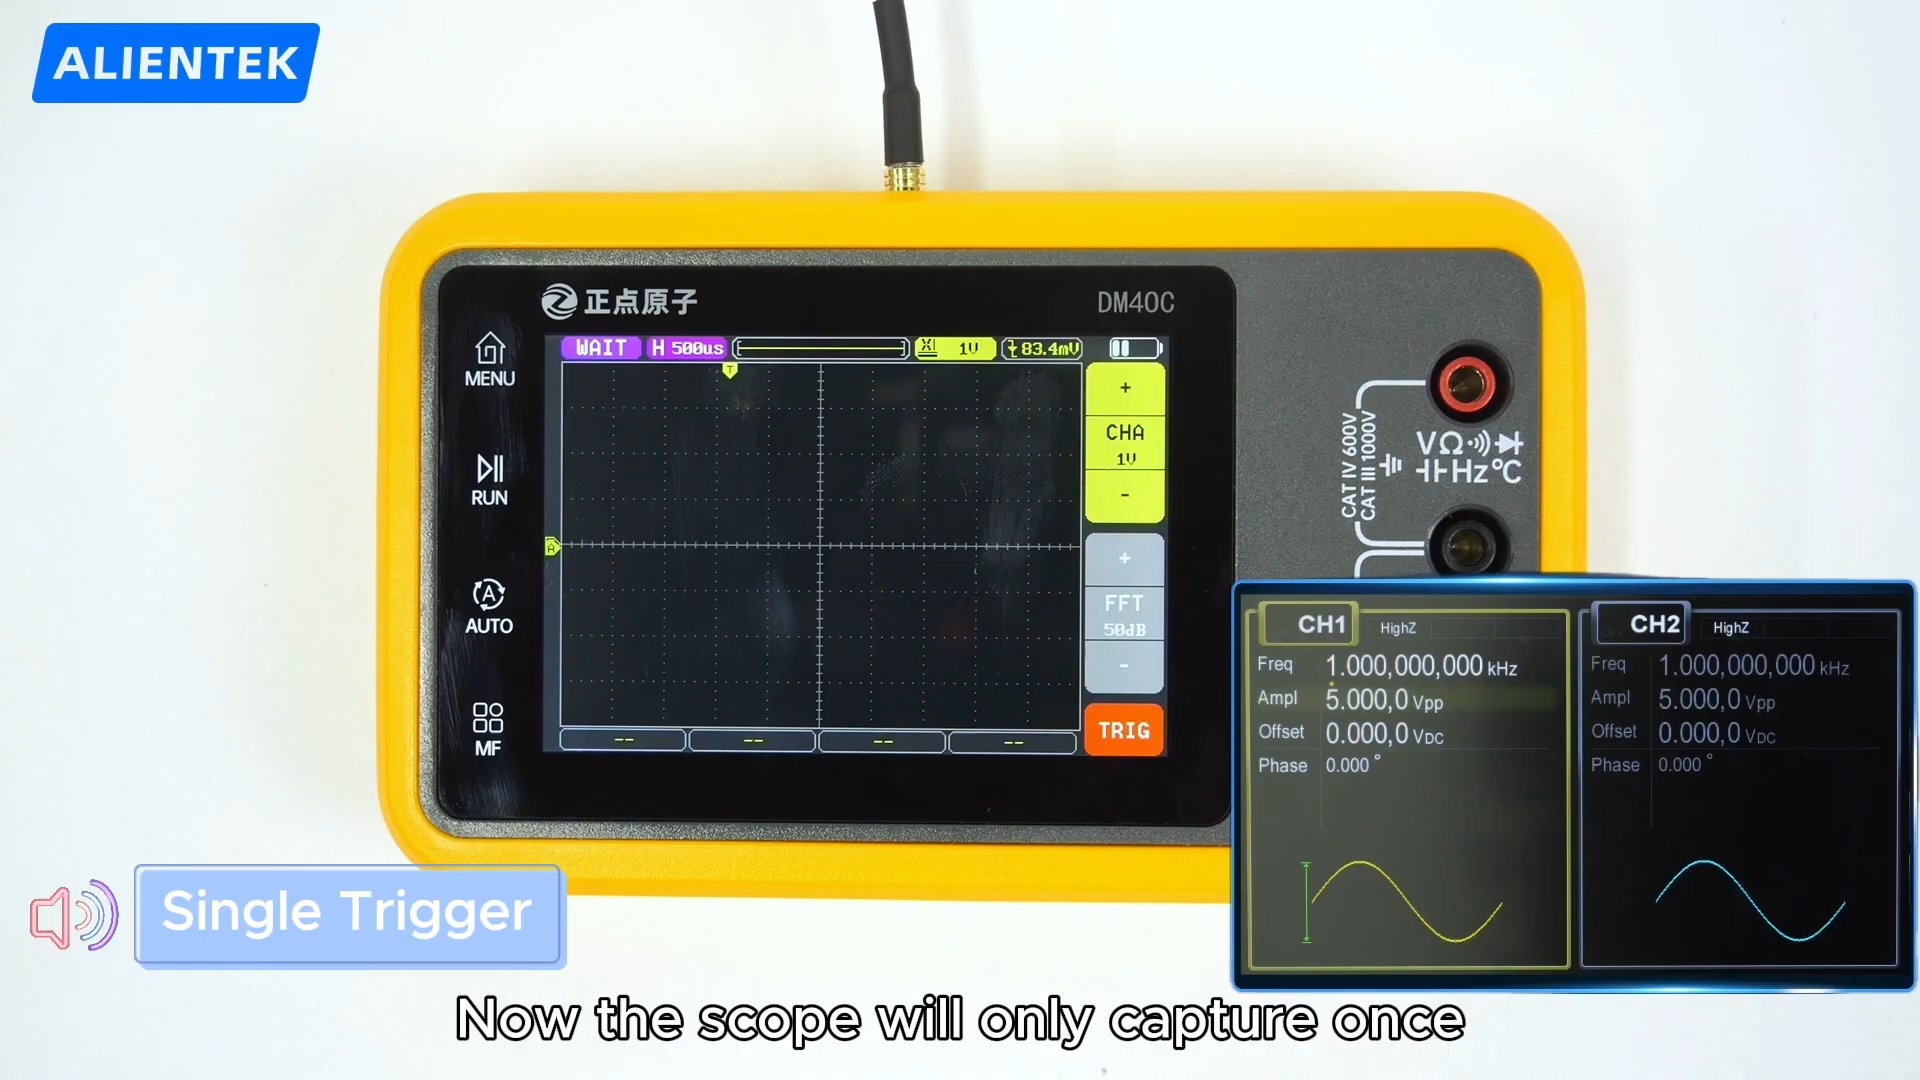 ALIENTEK
正点原子
DM40C
WAIT
H 500us
X1 1V
83.4mV
T
MENU
RUN
A
AUTO
MF
A
+
CHA
1V
-
+
FFT
50dB
-
TRIG
--
--
--
--
CAT IV 600V
CAT III 1000V
VΩ
Hz℃
CH1
HighZ
Freq 1.000,000,000 kHz
Ampl 5.000,0 Vpp
Offset 0.000,0 VDC
Phase 0.000 °
CH2
HighZ
Freq 1.000,000,000 kHz
Ampl 5.000,0 Vpp
Offset 0.000,0 VDC
Phase 0.000 °
Single Trigger
Now the scope will only capture once